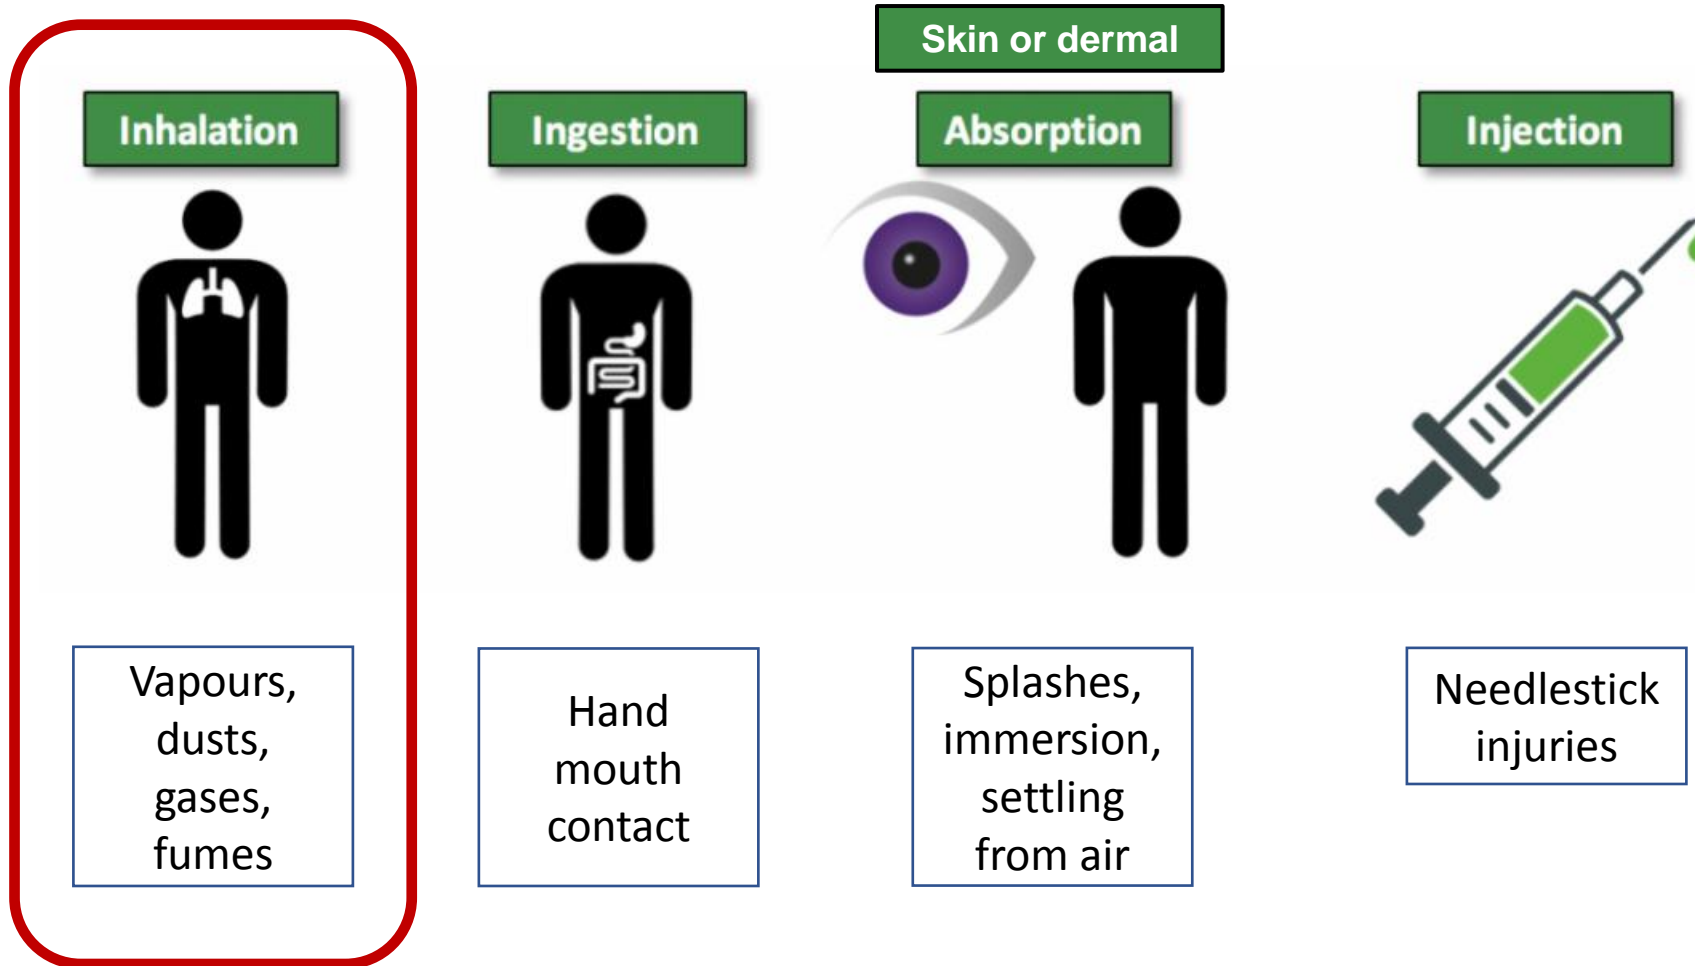 Skin or dermal
Inhalation
Ingestion
Absorption
Injection
Vapours,
dusts,
gases,
fumes
Hand
mouth
contact
Splashes,
immersion,
settling
from air
Needlestick
injuries